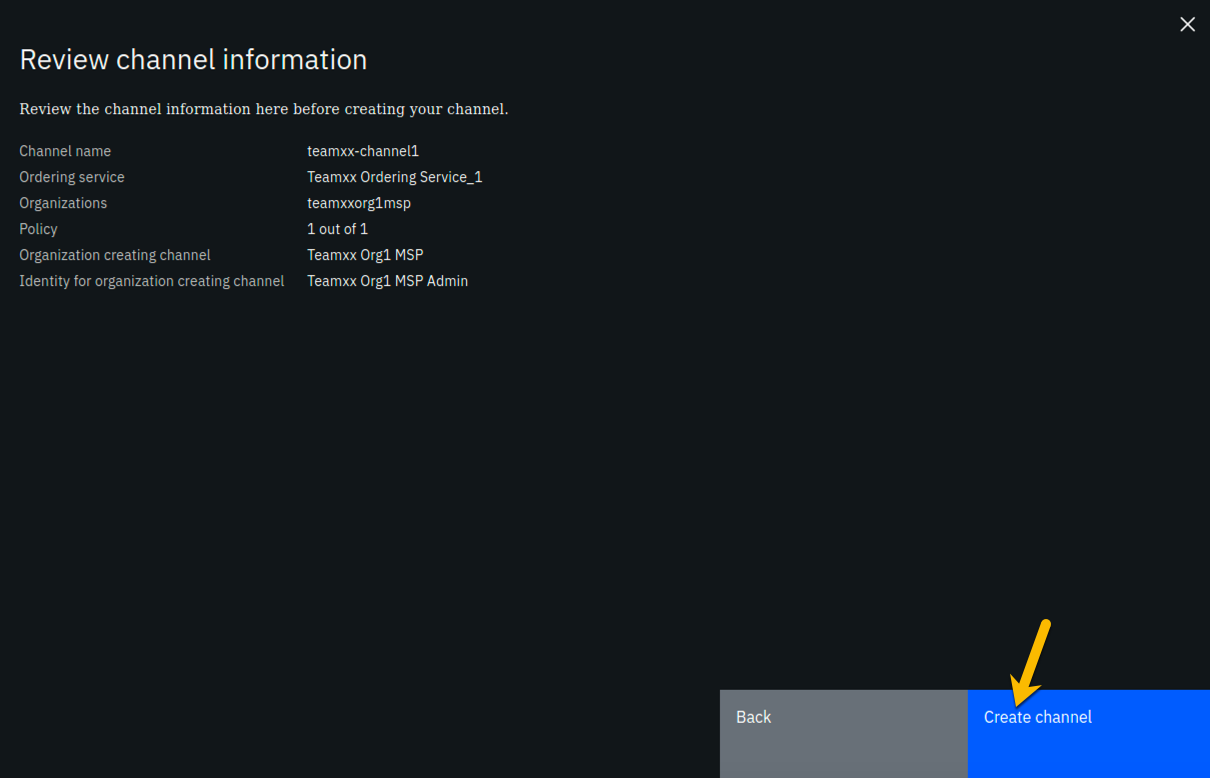 Review channel information
Review the channel information here before creating your channel.
Channel name teamxx-channel1
Ordering service Teamxx Ordering Service_1
Organizations teamxxorg1msp
Policy 1 out of 1
Organization creating channel Teamxx Org1 MSP
Identity for organization creating channel Teamxx Org1 MSP Admin
Back Create channel